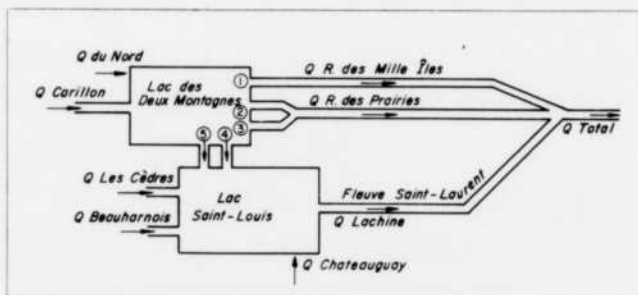 Q du Nord
Q Carillon
Lac des
Deux Montagnes
①
Q R. des Mille Îles
②
Q R. des Prairies
③
Q Total
⑤ ④
Q Les Cèdres
Lac
Saint-Louis
Q Beauharnois
Fleuve Saint-Laurent
Q Lachine
Q Chateauguay